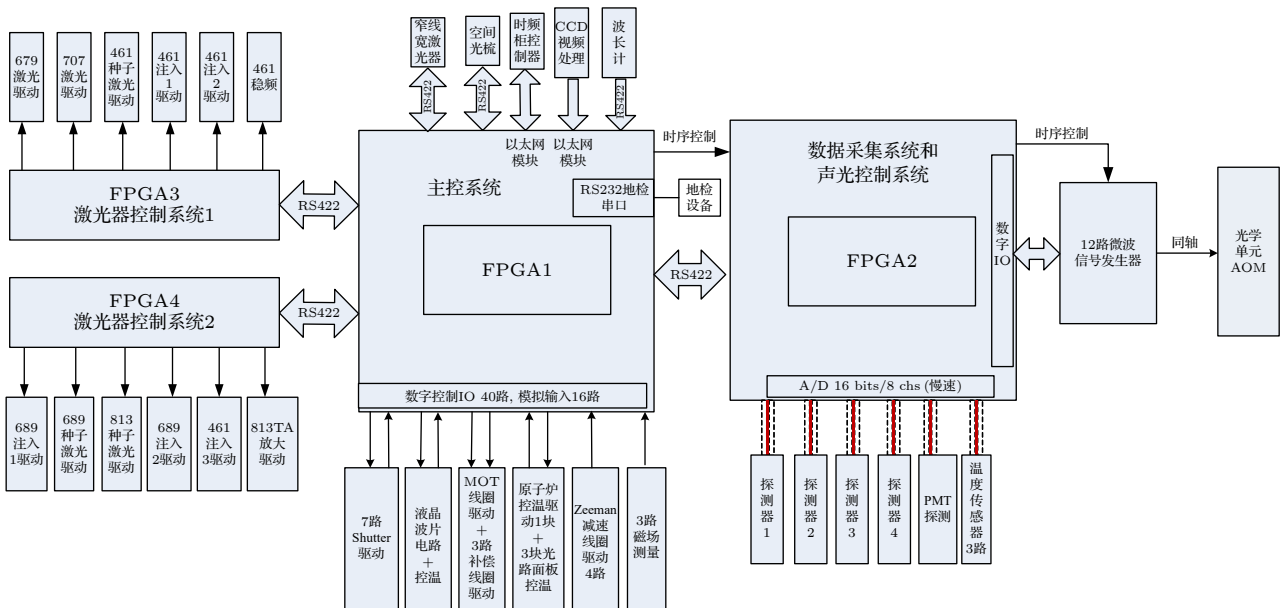 679
激光
驱动
707
激光
驱动
461
种子
激光
驱动
461
注入
1
驱动
461
注入
2
驱动
461
稳频
窄线
宽激
光器
空间
光梳
时频
柜控
制器
CCD
视频
处理
波
长
计
RS422
RS422
RS422
FPGA3
激光器控制系统1
RS422
FPGA4
激光器控制系统2
RS422
以太网
模块
以太网
模块
主控系统
RS232地检
串口
地检
设备
FPGA1
数字控制IO 40路, 模拟输入16路
时序控制
RS422
数据采集系统和
声光控制系统
FPGA2
数
字
IO
A/D 16 bits/8 chs (慢速)
时序控制
12路微波
信号发生器
同轴
光学
单元
AOM
689
注入
1驱动
689
种子
激光
驱动
813
种子
激光
驱动
689
注入
2驱动
461
注入
3驱动
813TA
放大
驱动
7路
Shutter
驱动
液晶
波片
电路
+
控温
MOT
线圈
驱动
+
3路
补偿
线圈
驱动
原子炉
控温驱
动1块
+
3块光
路面板
控温
Zeeman
减速
线圈
驱动
4路
3路
磁场
测量
探
测
器
1
探
测
器
2
探
测
器
3
探
测
器
4
PMT
探测
温
度
传
感
器
3路